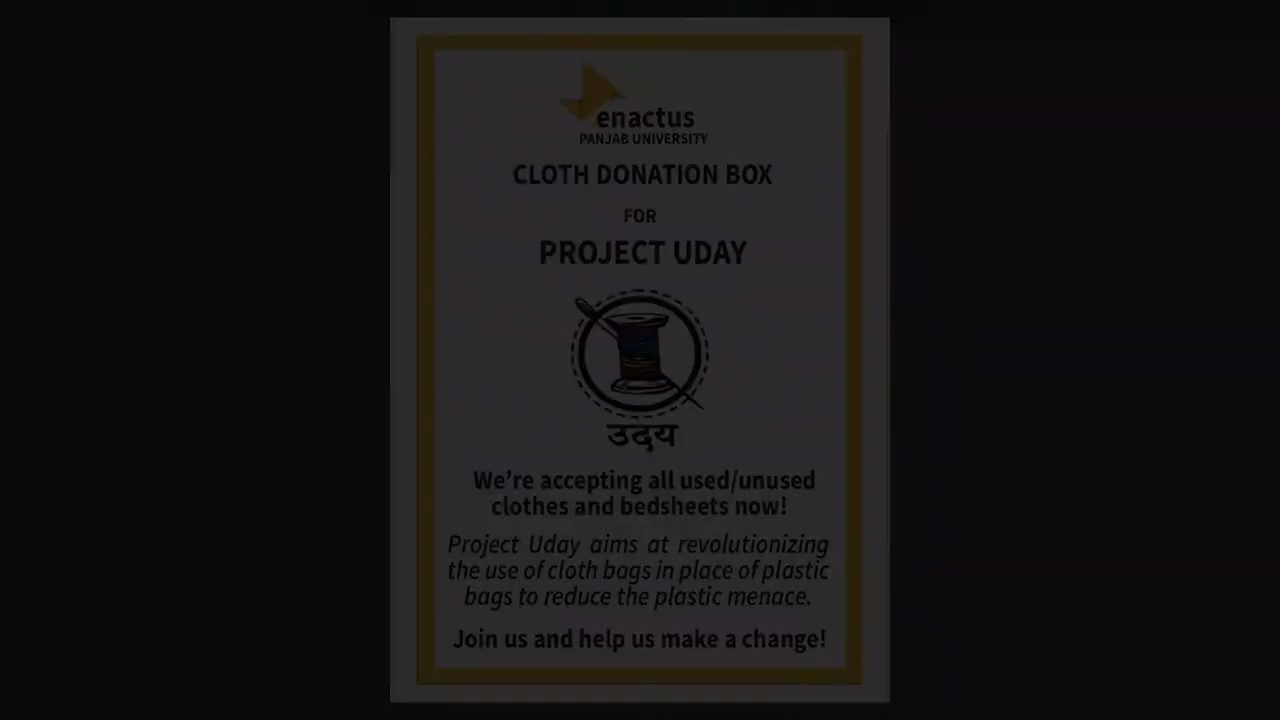 enactus
PANJAB UNIVERSITY
CLOTH DONATION BOX
FOR
PROJECT UDAY
उदय
We're accepting all used/unused
clothes and bedsheets now!
Project Uday aims at revolutionizing
the use of cloth bags in place of plastic
bags to reduce the plastic menace.
Join us and help us make a change!